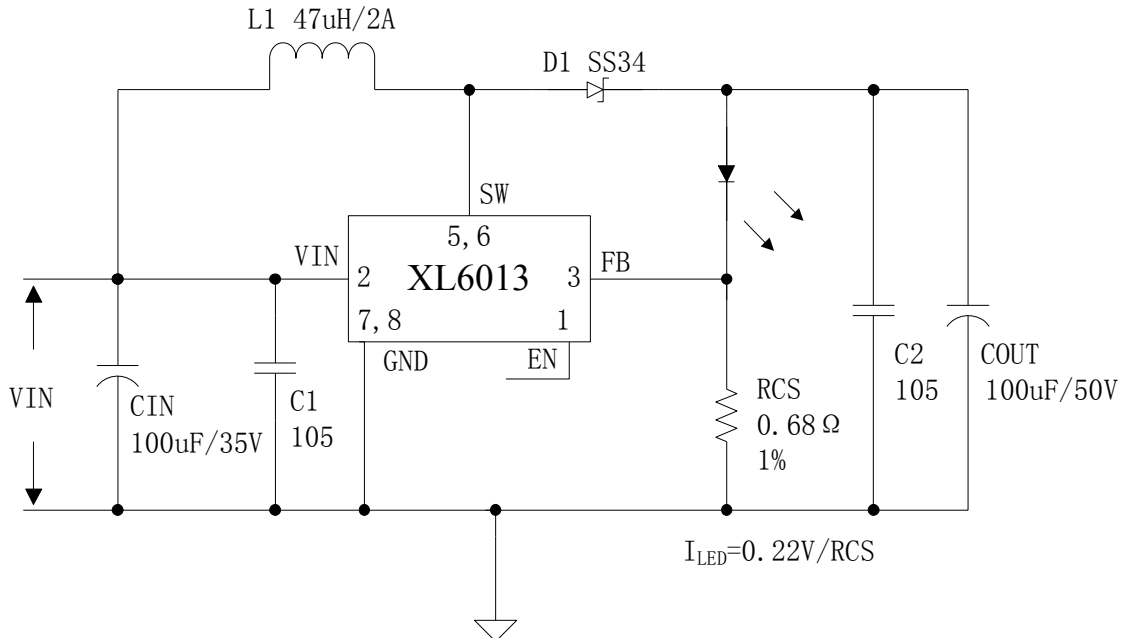 L1 47uH/2A
D1 SS34
SW
5,6
VIN
2
XL6013
3
FB
7,8
1
GND
EN
VIN
CIN
100uF/35V
C1
105
RCS
0.68Ω
1%
C2
105
COUT
100uF/50V
ILED=0.22V/RCS